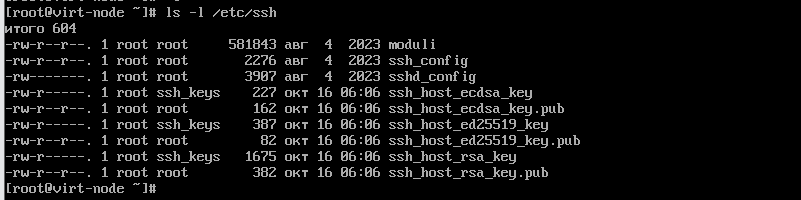 [root@virt-node ~]# ls -l /etc/ssh
итого 604
-rw-r--r--. 1 root root     581843 авг  4  2023 moduli
-rw-r--r--. 1 root root       2276 авг  4  2023 ssh_config
-rw-------. 1 root root       3907 авг  4  2023 sshd_config
-rw-r-----. 1 root ssh_keys    227 окт 16 06:06 ssh_host_ecdsa_key
-rw-r--r--. 1 root root        162 окт 16 06:06 ssh_host_ecdsa_key.pub
-rw-r-----. 1 root ssh_keys    387 окт 16 06:06 ssh_host_ed25519_key
-rw-r--r--. 1 root root         82 окт 16 06:06 ssh_host_ed25519_key.pub
-rw-r-----. 1 root ssh_keys   1675 окт 16 06:06 ssh_host_rsa_key
-rw-r--r--. 1 root root        382 окт 16 06:06 ssh_host_rsa_key.pub
[root@virt-node ~]#